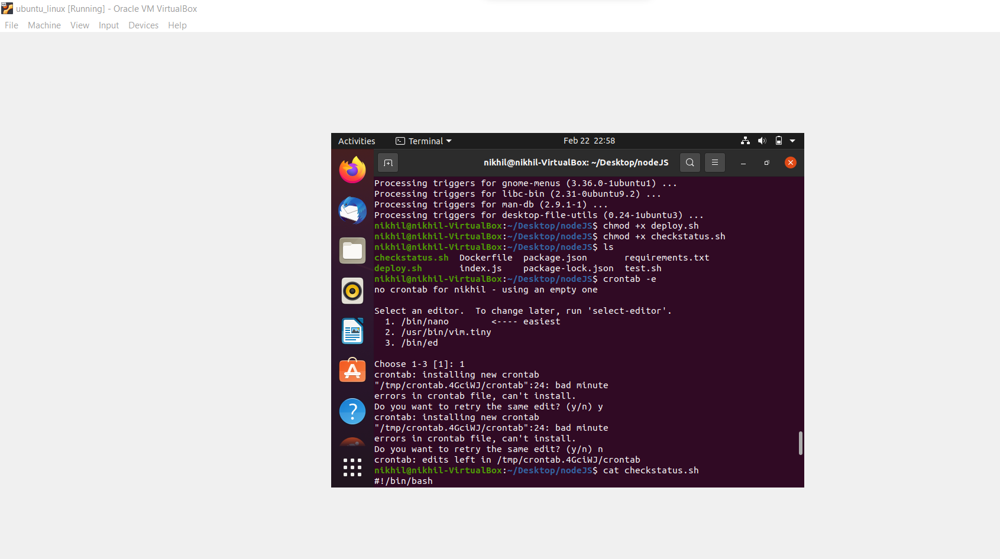 ubuntu_linux [Running] - Oracle VM VirtualBox
File Machine View Input Devices Help
Activities Terminal Feb 22 22:58
nikhil@nikhil-VirtualBox: ~/Desktop/nodeJS
Processing triggers for gnome-menus (3.36.0-1ubuntu1) ...
Processing triggers for libc-bin (2.31-0ubuntu9.2) ...
Processing triggers for man-db (2.9.1-1) ...
Processing triggers for desktop-file-utils (0.24-1ubuntu3) ...
nikhil@nikhil-VirtualBox:~/Desktop/nodeJS$ chmod +x deploy.sh
nikhil@nikhil-VirtualBox:~/Desktop/nodeJS$ chmod +x checkstatus.sh
nikhil@nikhil-VirtualBox:~/Desktop/nodeJS$ ls
checkstatus.sh  Dockerfile  package.json       requirements.txt
deploy.sh       index.js    package-lock.json  test.sh
nikhil@nikhil-VirtualBox:~/Desktop/nodeJS$ crontab -e
no crontab for nikhil - using an empty one
Select an editor.  To change later, run 'select-editor'.
  1. /bin/nano        <---- easiest
  2. /usr/bin/vim.tiny
  3. /bin/ed
Choose 1-3 [1]: 1
crontab: installing new crontab
"/tmp/crontab.4GciWJ/crontab":24: bad minute
errors in crontab file, can't install.
Do you want to retry the same edit? (y/n) y
crontab: installing new crontab
"/tmp/crontab.4GciWJ/crontab":24: bad minute
errors in crontab file, can't install.
Do you want to retry the same edit? (y/n) n
crontab: edits left in /tmp/crontab.4GciWJ/crontab
nikhil@nikhil-VirtualBox:~/Desktop/nodeJS$ cat checkstatus.sh
#!/bin/bash